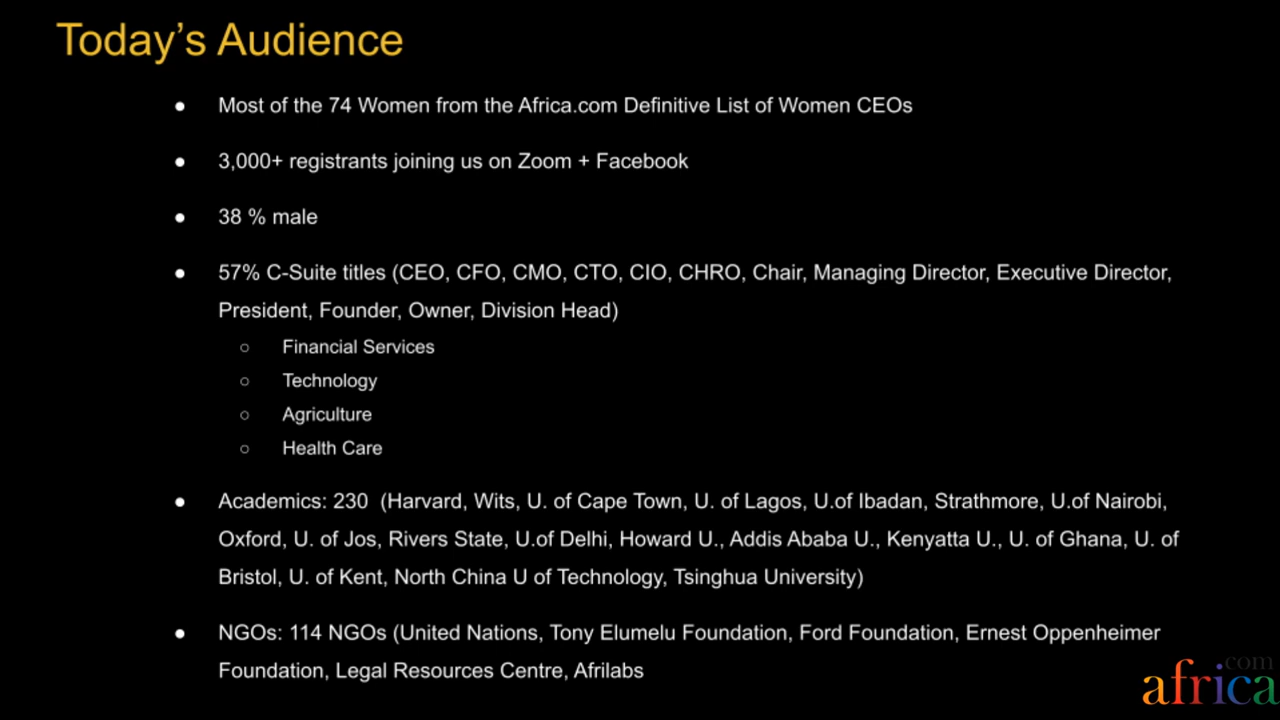 Today's Audience
● Most of the 74 Women from the Africa.com Definitive List of Women CEOs
● 3,000+ registrants joining us on Zoom + Facebook
● 38 % male
● 57% C-Suite titles (CEO, CFO, CMO, CTO, CIO, CHRO, Chair, Managing Director, Executive Director,
President, Founder, Owner, Division Head)
○ Financial Services
○ Technology
○ Agriculture
○ Health Care
● Academics: 230  (Harvard, Wits, U. of Cape Town, U. of Lagos, U.of Ibadan, Strathmore, U.of Nairobi,
Oxford, U. of Jos, Rivers State, U.of Delhi, Howard U., Addis Ababa U., Kenyatta U., U. of Ghana, U. of
Bristol, U. of Kent, North China U of Technology, Tsinghua University)
● NGOs: 114 NGOs (United Nations, Tony Elumelu Foundation, Ford Foundation, Ernest Oppenheimer
Foundation, Legal Resources Centre, Afrilabs
.com
africa